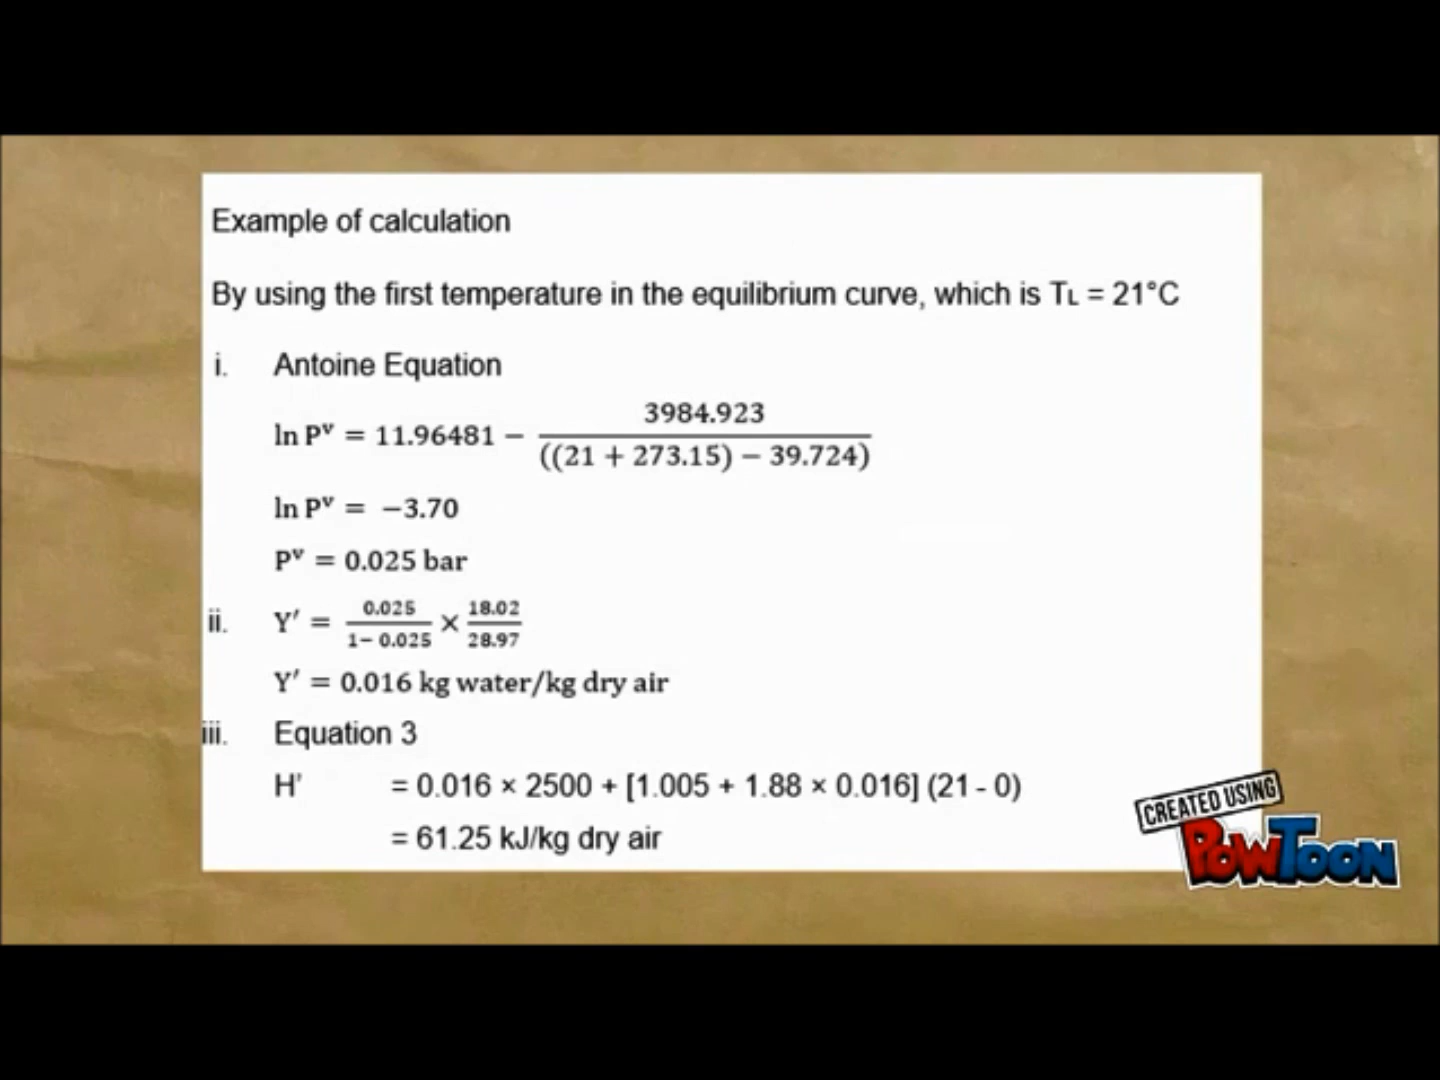 Example of calculation
By using the first temperature in the equilibrium curve, which is TL = 21°C
i. Antoine Equation
ln Pᵛ = 11.96481 − 3984.923 / ((21 + 273.15) − 39.724)
ln Pᵛ = −3.70
Pᵛ = 0.025 bar
ii. Y′ = 0.025 / 1− 0.025 × 18.02 / 28.97
Y′ = 0.016 kg water/kg dry air
iii. Equation 3
H' = 0.016 × 2500 + [1.005 + 1.88 × 0.016] (21 - 0)
= 61.25 kJ/kg dry air
CREATED USING
POWTOON